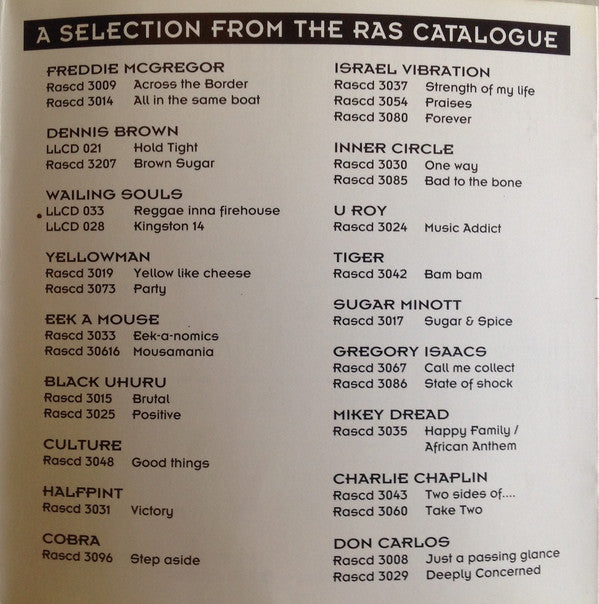 A SELECTION FROM THE RAS CATALOGUE
FREDDIE MCGREGOR
Rascd 3009 Across the Border
Rascd 3014 All in the same boat
DENNIS BROWN
LLCD 021 Hold Tight
Rascd 3207 Brown Sugar
WAILING SOULS
LLCD 033 Reggae inna firehouse
LLCD 028 Kingston 14
YELLOWMAN
Rascd 3019 Yellow like cheese
Rascd 3073 Party
EEK A MOUSE
Rascd 3033 Eek-a-nomics
Rascd 30616 Mousamania
BLACK UHURU
Rascd 3015 Brutal
Rascd 3025 Positive
CULTURE
Rascd 3048 Good things
HALFPINT
Rascd 3031 Victory
COBRA
Rascd 3096 Step aside
ISRAEL VIBRATION
Rascd 3037 Strength of my life
Rascd 3054 Praises
Rascd 3080 Forever
INNER CIRCLE
Rascd 3030 One way
Rascd 3085 Bad to the bone
U ROY
Rascd 3024 Music Addict
TIGER
Rascd 3042 Bam bam
SUGAR MINOTT
Rascd 3017 Sugar & Spice
GREGORY ISAACS
Rascd 3067 Call me collect
Rascd 3086 State of shock
MIKEY DREAD
Rascd 3035 Happy Family /
African Anthem
CHARLIE CHAPLIN
Rascd 3043 Two sides of....
Rascd 3060 Take Two
DON CARLOS
Rascd 3008 Just a passing glance
Rascd 3029 Deeply Concerned